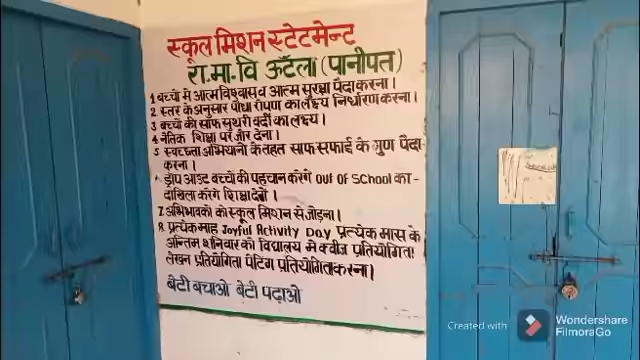 स्कूल मिशन स्टेटमेन्ट
रा.मा.वि ऊँटला (पानीपत)
1 बच्चों में आत्मविश्वास व आत्म सुरक्षा पैदा करना।
2 स्तर के अनुसार पौधा रोपण का लक्ष्य निर्धारण करना।
3 बच्चों की साफ सुथरी वर्दी का लक्ष्य।
4 नैतिक शिक्षा पर जोर देना।
5 स्वच्छता अभियानों के तहत साफ सफाई के गुण पैदा
करना।
ड्रॉप आउट बच्चों की पहचान करेंगे Out OF School का
दाखिला करेंगे शिक्षा देंगे।
7. अभिभावकों को स्कूल मिशन से जोड़ना।
8. प्रत्येक माह Joyful Activity Day प्रत्येक मास के
अन्तिम शनिवार को विद्यालय में क्वीज प्रतियोगिता
लेखन प्रतियोगिता पेंटिग प्रतियोगिता करना।
बेटी बचाओ बेटी पढ़ाओ
Created with
Wondershare
FilmoraGo